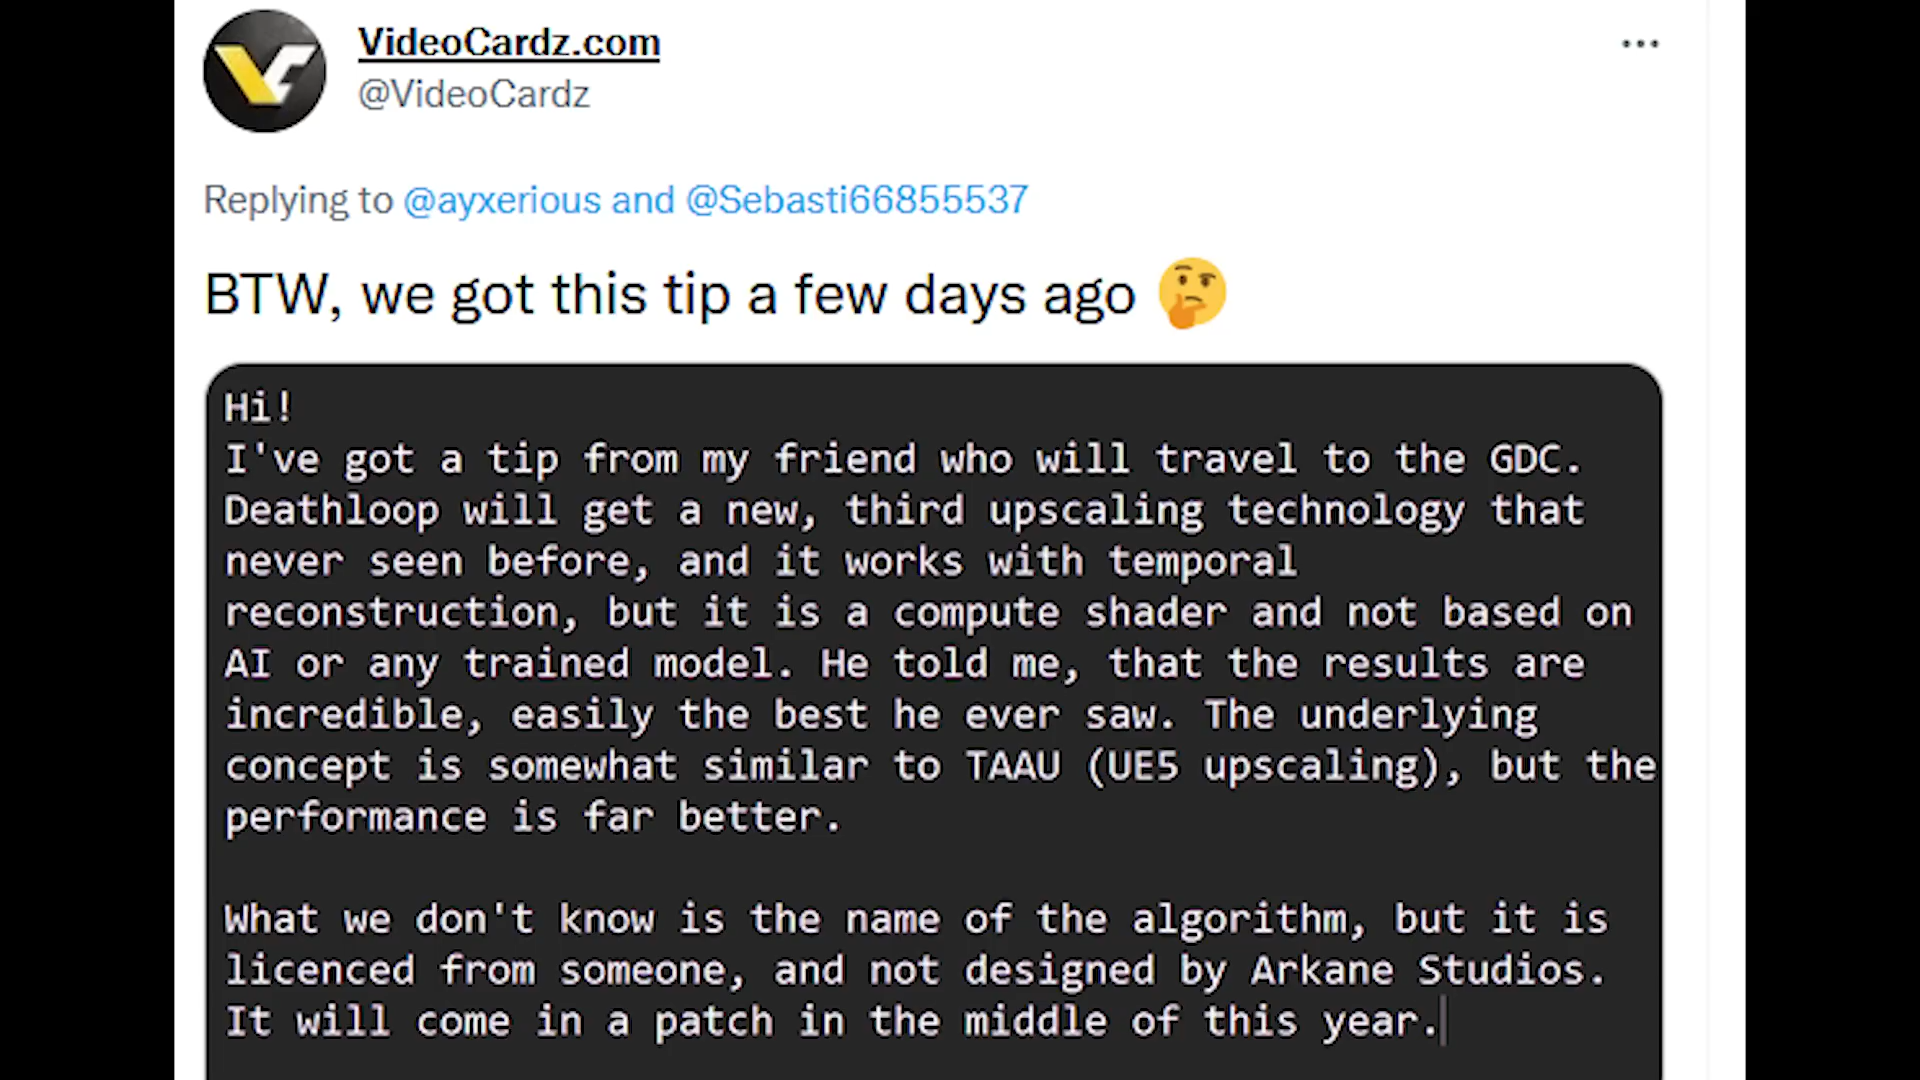 VideoCardz.com
@VideoCardz
Replying to @ayxerious and @Sebasti66855537
BTW, we got this tip a few days ago 🤔
Hi!
I've got a tip from my friend who will travel to the GDC.
Deathloop will get a new, third upscaling technology that
never seen before, and it works with temporal
reconstruction, but it is a compute shader and not based on
AI or any trained model. He told me, that the results are
incredible, easily the best he ever saw. The underlying
concept is somewhat similar to TAAU (UE5 upscaling), but the
performance is far better.
What we don't know is the name of the algorithm, but it is
licenced from someone, and not designed by Arkane Studios.
It will come in a patch in the middle of this year.